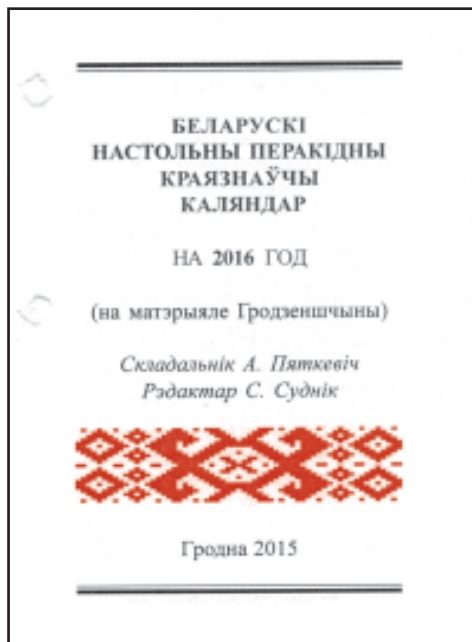 БЕЛАРУСКІ
НАСТОЛЬНЫ ПЕРАКІДНЫ
КРАЯЗНАЎЧЫ
КАЛЯНДАР
НА 2016 ГОД
(на матэрыяле Гродзеншчыны)
Складальнік А. Пяткевіч
Рэдактар С. Суднік
Гродна 2015